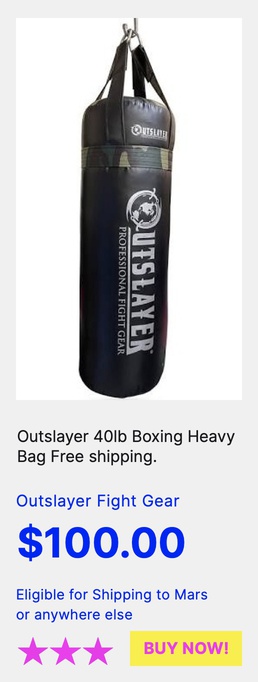 OUTSLAYER
OUTSLAYER
PROFESSIONAL FIGHT GEAR
Outslayer 40lb Boxing Heavy
Bag Free shipping.
Outslayer Fight Gear
$100.00
Eligible for Shipping to Mars
or anywhere else
BUY NOW!